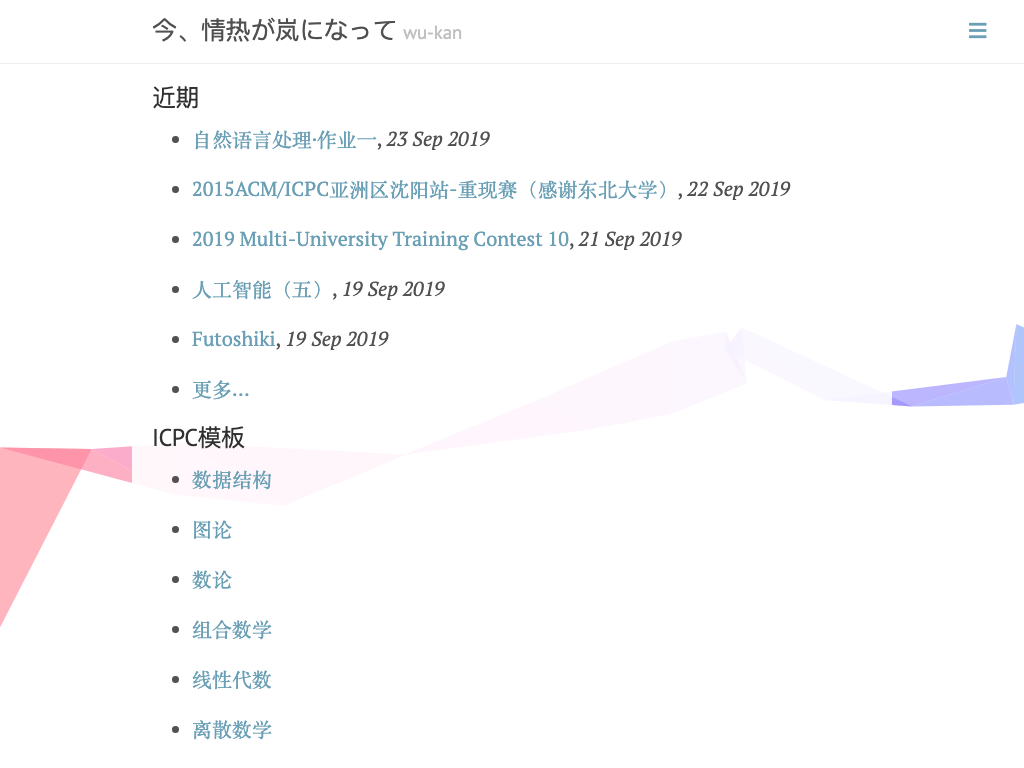 今、情热が岚になって wu-kan
近期
自然语言处理·作业一, 23 Sep 2019
2015ACM/ICPC亚洲区沈阳站-重现赛（感谢东北大学）, 22 Sep 2019
2019 Multi-University Training Contest 10, 21 Sep 2019
人工智能（五）, 19 Sep 2019
Futoshiki, 19 Sep 2019
更多…
ICPC模板
数据结构
图论
数论
组合数学
线性代数
离散数学